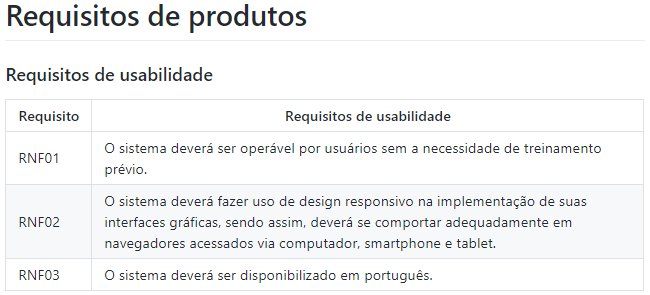 Requisitos de produtos
Requisitos de usabilidade
Requisito Requisitos de usabilidade
RNF01 O sistema deverá ser operável por usuários sem a necessidade de treinamento
prévio.
RNF02 O sistema deverá fazer uso de design responsivo na implementação de suas
interfaces gráficas, sendo assim, deverá se comportar adequadamente em
navegadores acessados via computador, smartphone e tablet.
RNF03 O sistema deverá ser disponibilizado em português.